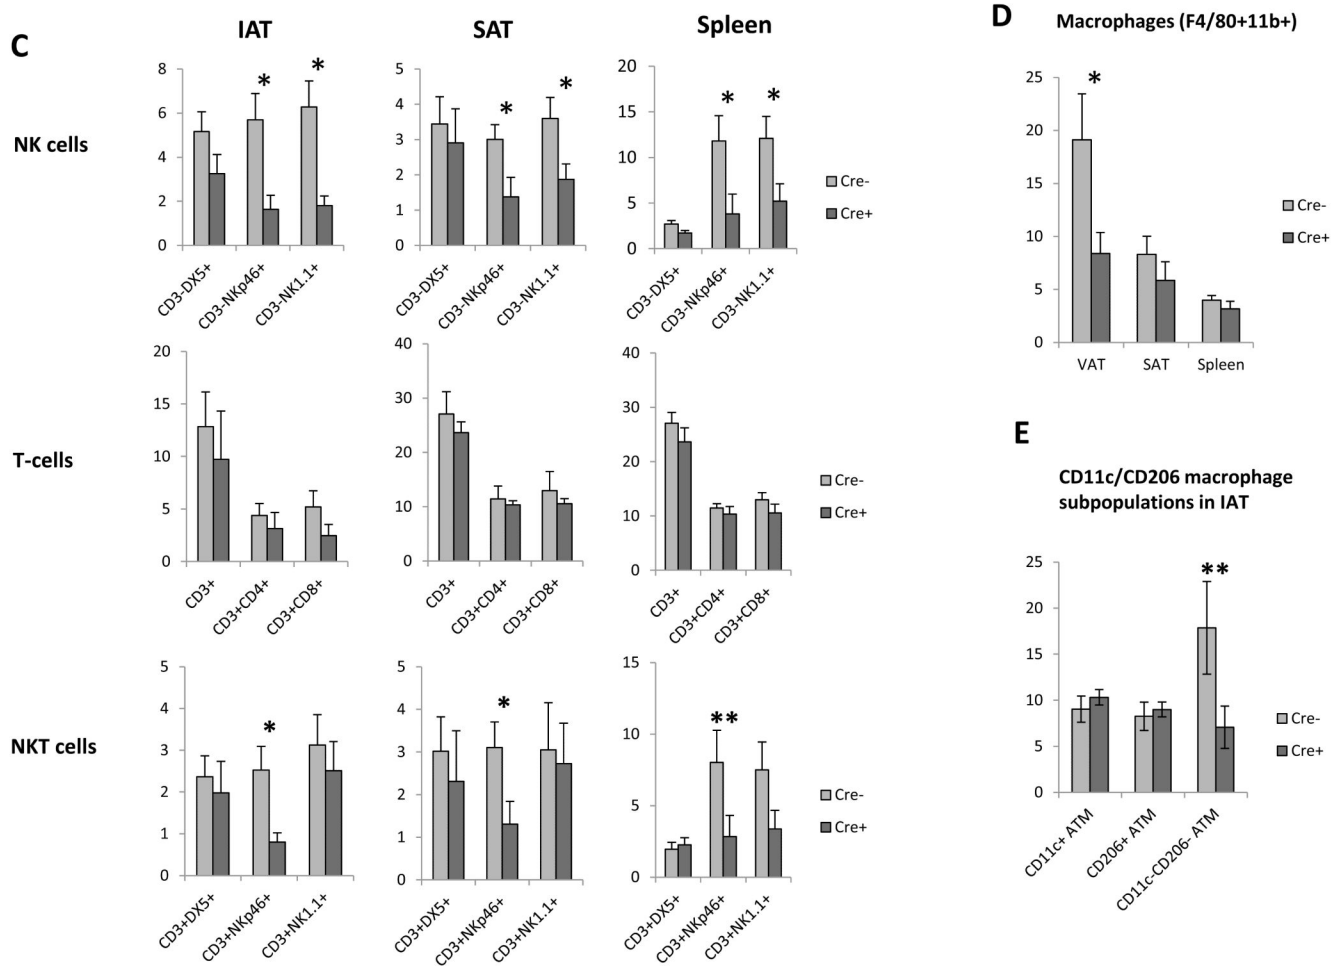 C
IAT
SAT
Spleen
NK cells
8
6
4
2
0
*
*
CD3-DX5+
CD3-NKp46+
CD3-NK1.1+
5
4
3
2
1
0
*
*
CD3-DX5+
CD3-NKp46+
CD3-NK1.1+
20
15
10
5
0
*
*
CD3-DX5+
CD3-NKp46+
CD3-NK1.1+
Cre-
Cre+
T-cells
20
15
10
5
0
CD3+
CD3+CD4+
CD3+CD8+
40
30
20
10
0
CD3+
CD3+CD4+
CD3+CD8+
40
30
20
10
0
CD3+
CD3+CD4+
CD3+CD8+
Cre-
Cre+
NKT cells
5
4
3
2
1
0
*
CD3+DX5+
CD3+NKp46+
CD3+NK1.1+
5
4
3
2
1
0
*
CD3+DX5+
CD3+NKp46+
CD3+NK1.1+
15
10
5
0
**
CD3+DX5+
CD3+NKp46+
CD3+NK1.1+
Cre-
Cre+
D
Macrophages (F4/80+11b+)
25
20
15
10
5
0
*
VAT
SAT
Spleen
Cre-
Cre+
E
CD11c/CD206 macrophage
subpopulations in IAT
25
20
15
10
5
0
**
CD11c+ ATM
CD206+ ATM
CD11c-CD206- ATM
Cre-
Cre+